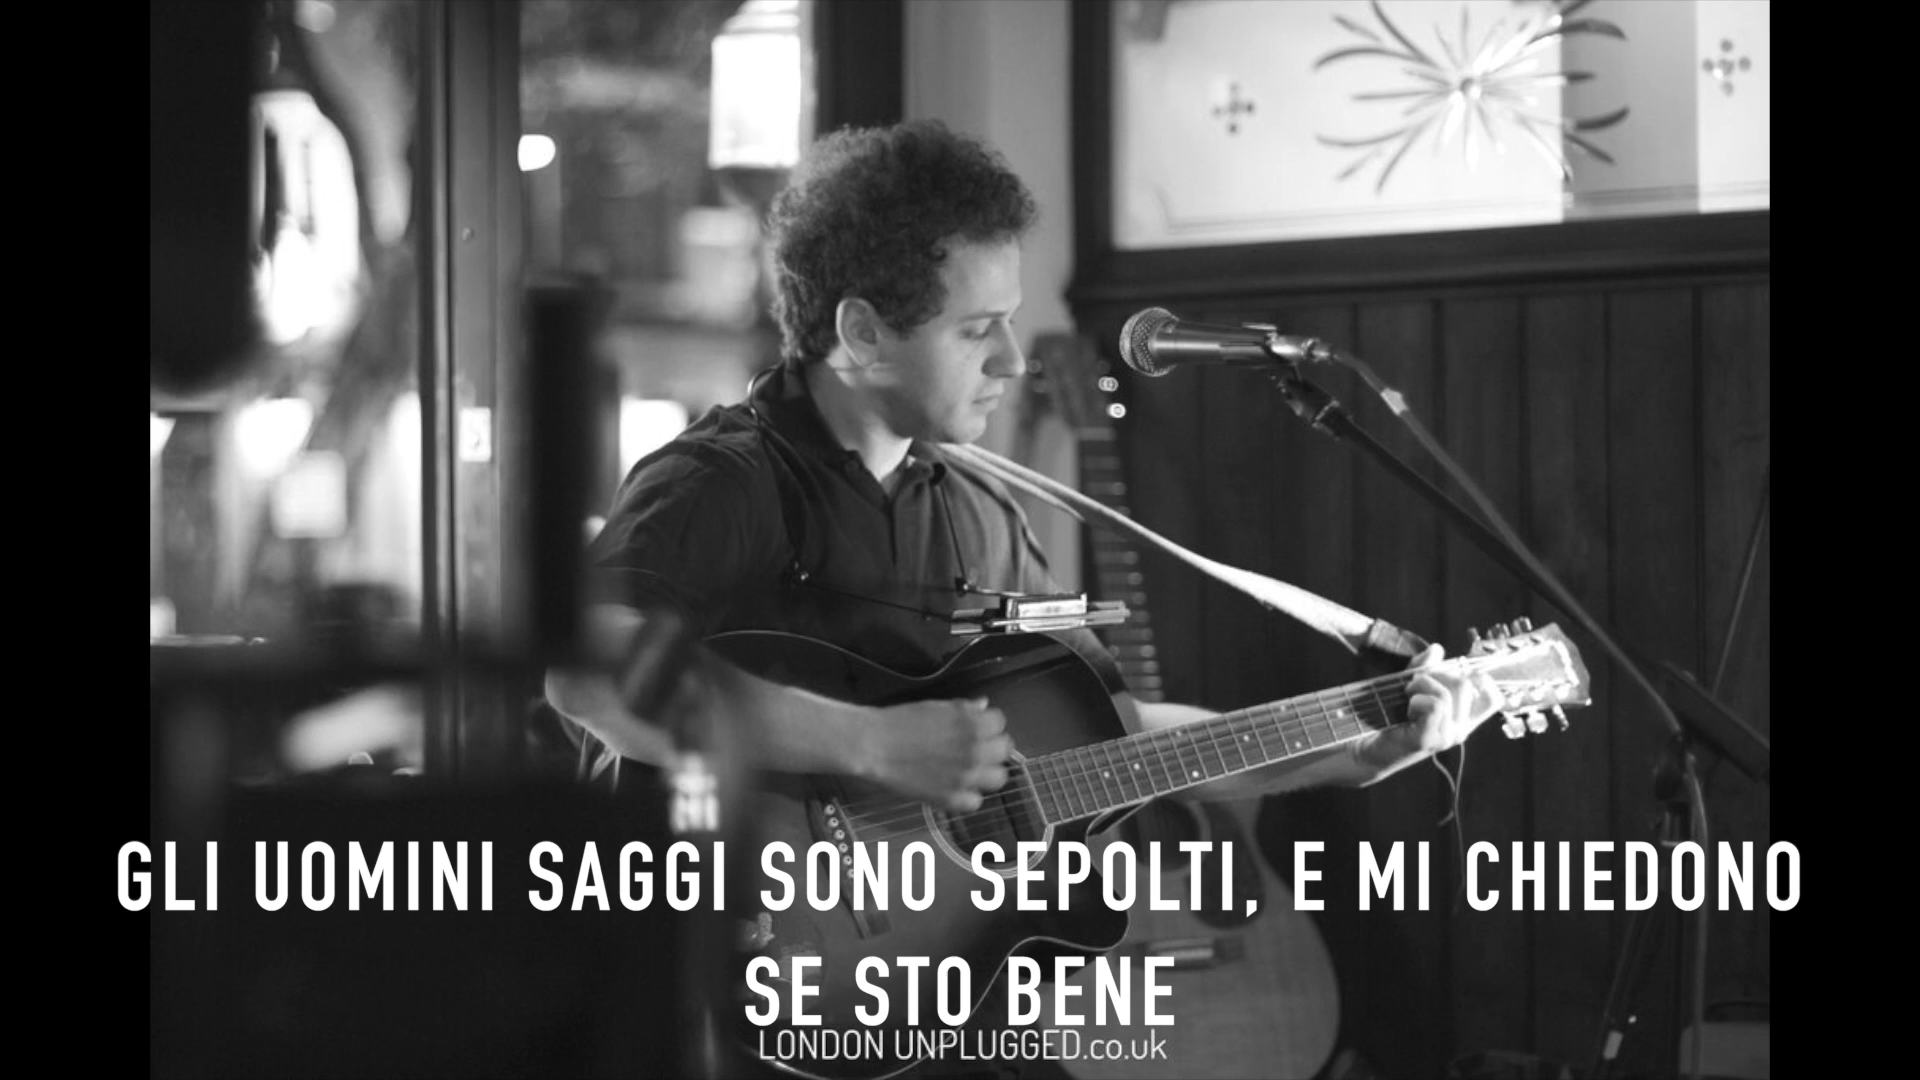 GLI UOMINI SAGGI SONO SEPOLTI, E MI CHIEDONO
SE STO BENE
LONDON UNPLUGGED.co.uk